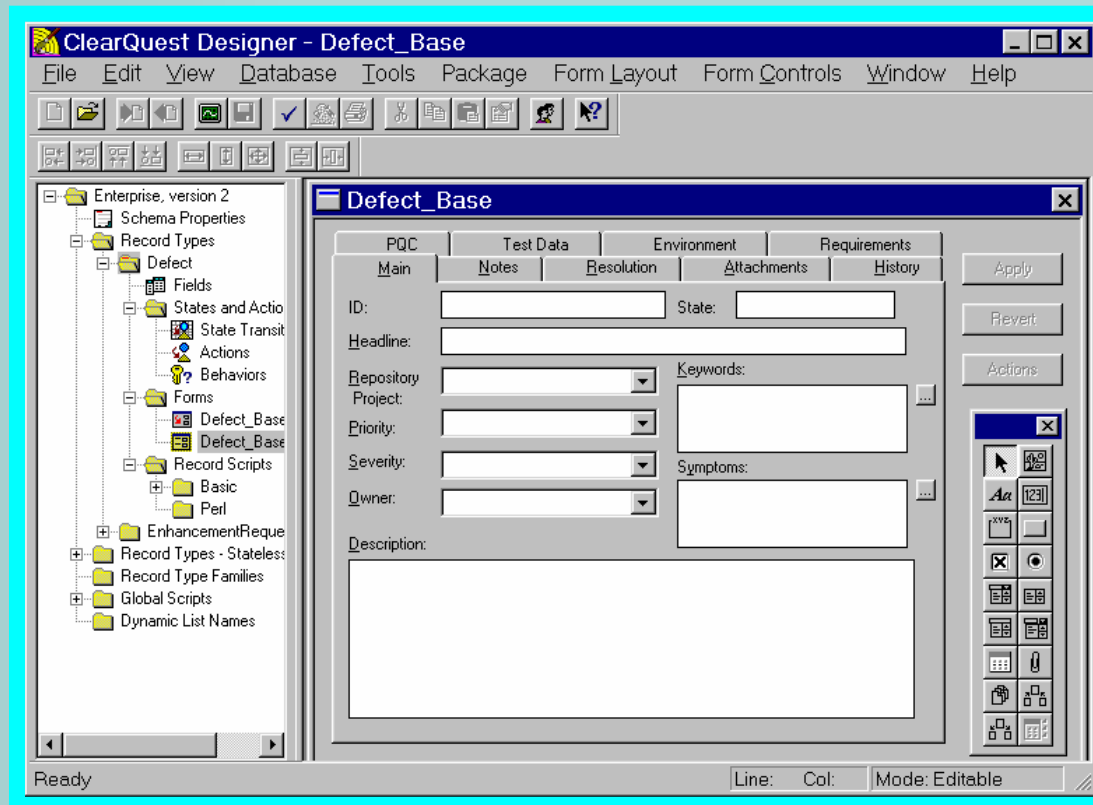 ClearQuest Designer - Defect_Base
File Edit View Database Tools Package Form Layout Form Controls Window Help
Enterprise, version 2
Schema Properties
Record Types
Defect
Fields
States and Actio
State Transit
Actions
Behaviors
Forms
Defect_Base
Defect_Base
Record Scripts
Basic
Perl
EnhancementReque
Record Types - Stateless
Record Type Families
Global Scripts
Dynamic List Names
Defect_Base
PQC Test Data Environment Requirements
Main Notes Resolution Attachments History
ID: State:
Headline:
Repository Project:
Keywords:
Priority:
Severity:
Symptoms:
Owner:
Description:
Apply
Revert
Actions
Aa
123
XYZ
Ready Line: Col: Mode: Editable